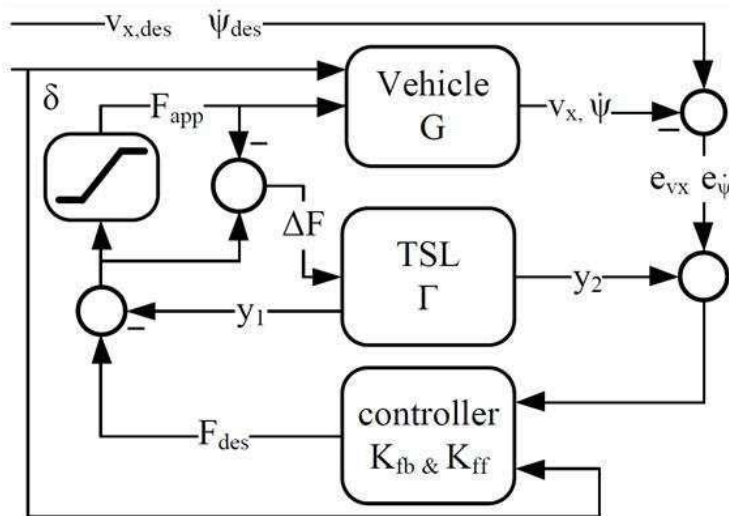 v_x,des ψ̇_des
δ
F_app
Vehicle
G
v_x, ψ̇
−
−
e_vx e_ψ̇
ΔF
TSL
Γ
y_2
y_1
−
controller
K_fb & K_ff
F_des